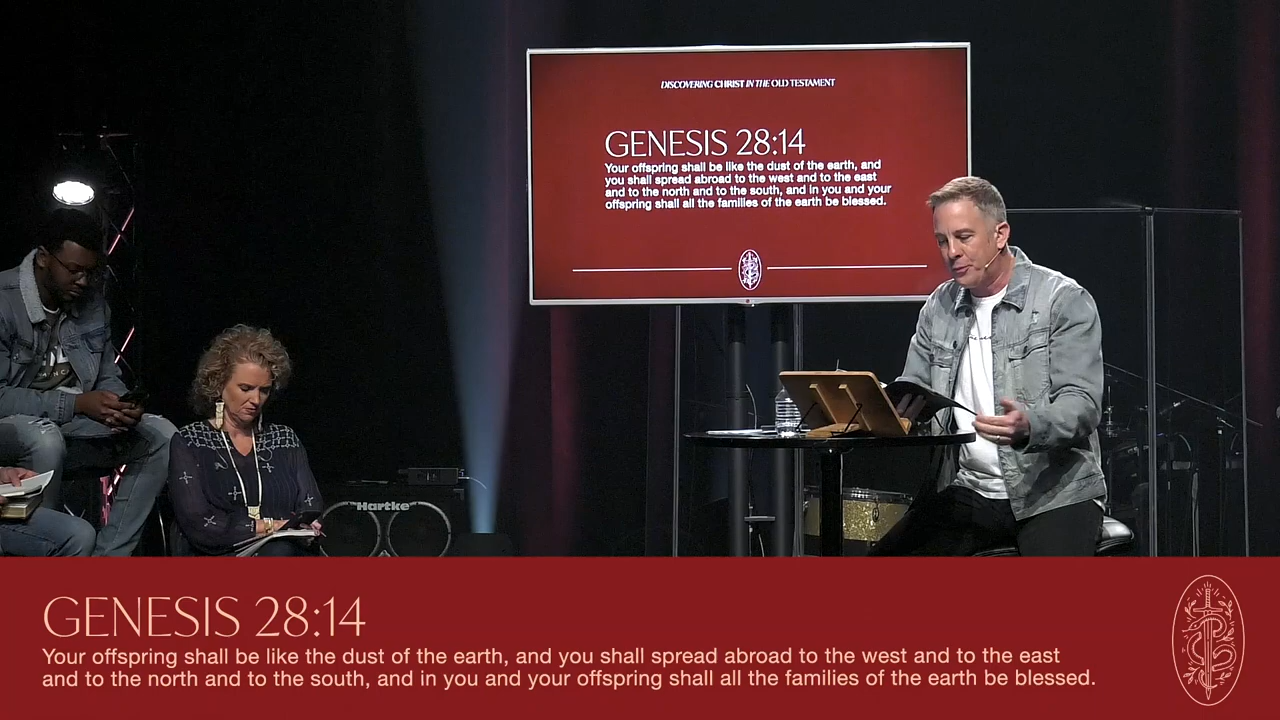 DISCOVERING CHRIST IN THE OLD TESTAMENT
GENESIS 28:14
Your offspring shall be like the dust of the earth, and
you shall spread abroad to the west and to the east
and to the north and to the south, and in you and your
offspring shall all the families of the earth be blessed.
Hartke
GENESIS 28:14
Your offspring shall be like the dust of the earth, and you shall spread abroad to the west and to the east
and to the north and to the south, and in you and your offspring shall all the families of the earth be blessed.